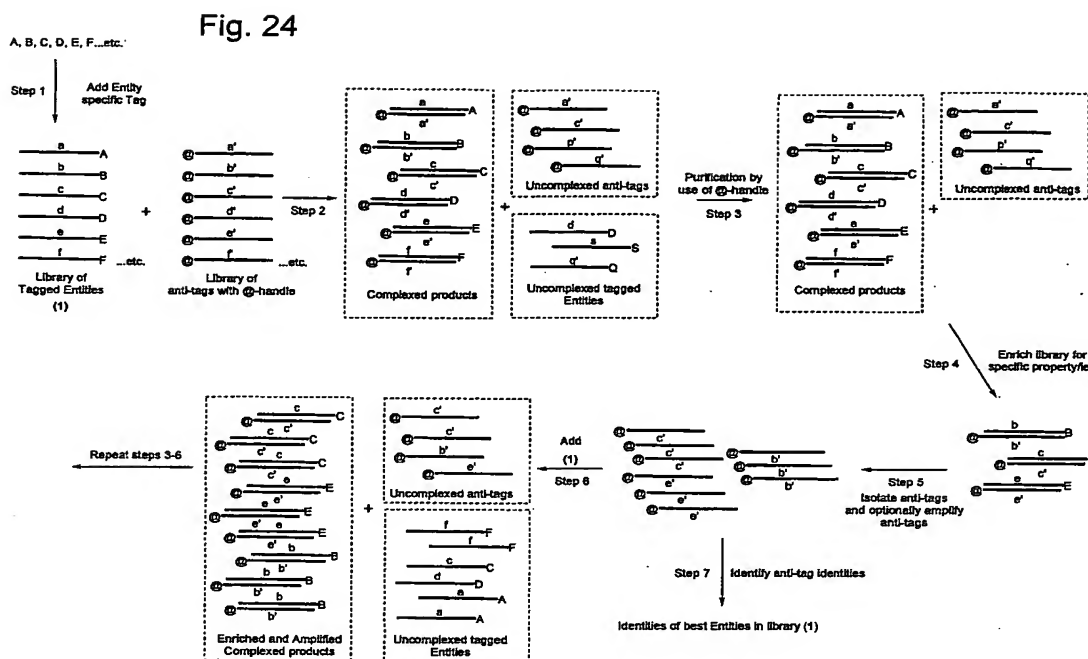 Fig. 24
A, B, C, D, E, F...etc.
Step 1
Add Entity
specific Tag
a
A
b
B
c
C
d
D
e
E
f
F
...etc.
Library of
Tagged Entities
(1)
+
@
a'
@
b'
@
c'
@
d'
@
e'
@
f'
...etc.
Library of
anti-tags with @-handle
Step 2
a
A
@
a'
b
B
@
b'
c
C
@
c'
d
D
@
d'
e
E
@
e'
f
F
@
f'
Complexed products
+
@
a'
@
c'
@
p'
@
q'
Uncomplexed anti-tags
d
D
s
S
q'
Q
Uncomplexed tagged
Entities
Purification by
use of @-handle
Step 3
a
A
@
a'
b
B
@
b'
c
C
@
c'
d
D
@
d'
e
E
@
e'
f
F
@
f'
Complexed products
+
@
a'
@
c'
@
p'
@
q'
Uncomplexed anti-tags
Step 4
Enrich library for
b
B
@
b'
c
C
@
c'
e
E
@
e'
Step 5
Isolate anti-tags
and optionally amplify
anti-tags
@
c'
@
c'
@
c'
@
e'
@
e'
@
e'
@
b'
@
b'
@
b'
Step 7
Identify anti-tag identities
Identities of best Entities in library (1)
Add
(1)
Step 6
@
c'
@
c'
@
b'
@
e'
Uncomplexed anti-tags
f
F
f
F
c
C
d
D
A
a
A
Uncomplexed tagged
Entities
+
c
C
@
c'
c
C
@
c'
c
C
@
c'
e
E
@
e'
e
E
@
e'
e
E
@
e'
b
B
@
b'
b
B
@
b'
b
B
@
b'
Enriched and Amplified
Complexed products
Repeat steps 3-6